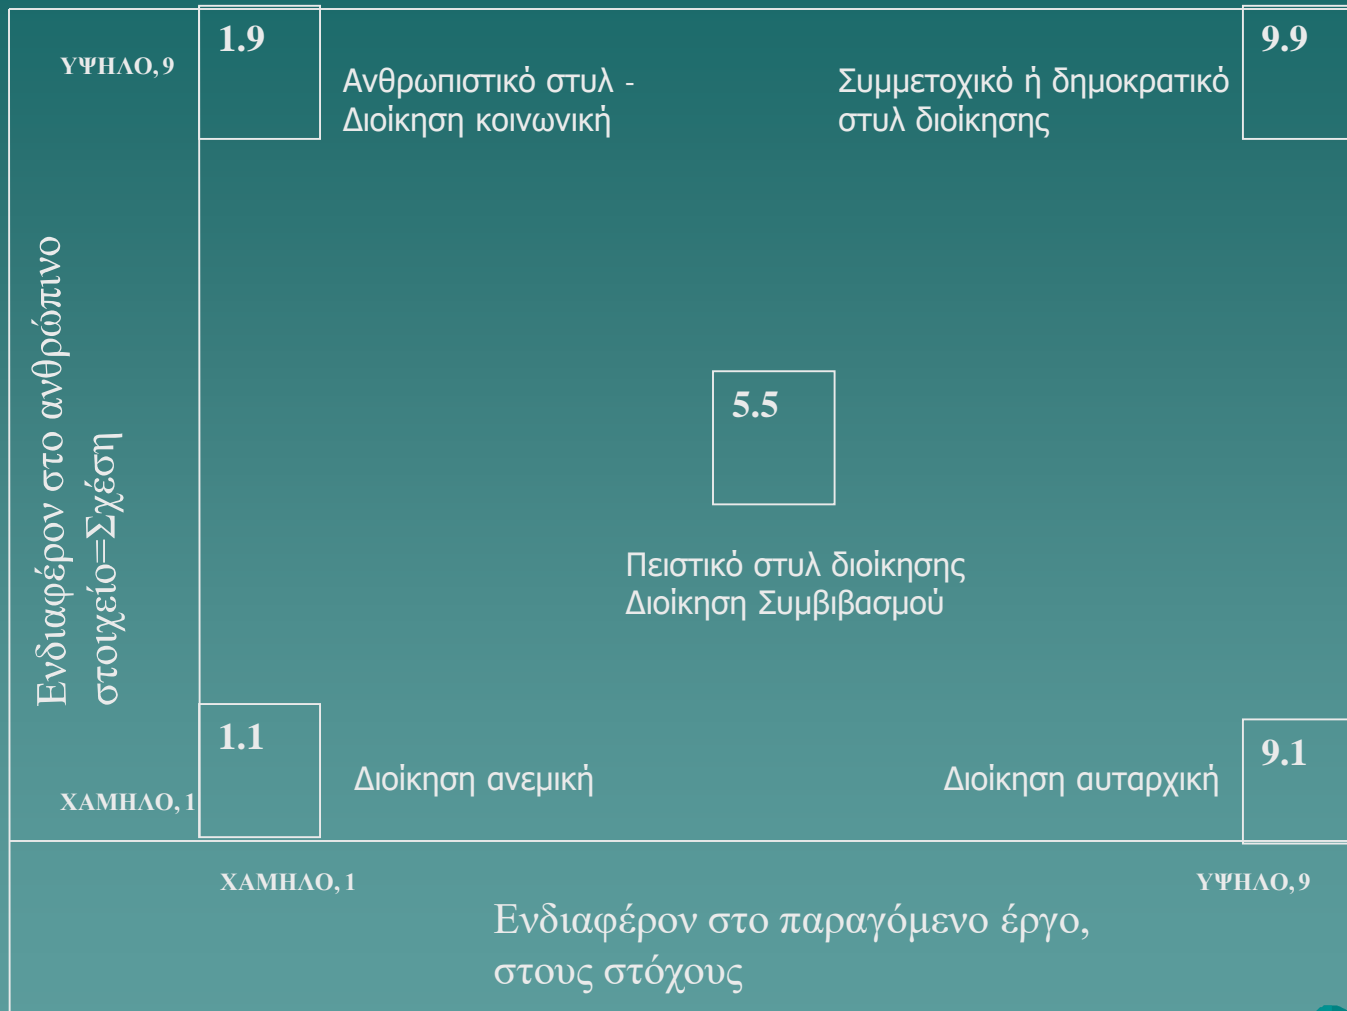 ΥΨΗΛΟ, 9
1.9
Ανθρωπιστικό στυλ -
Διοίκηση κοινωνική
Συμμετοχικό ή δημοκρατικό
στυλ διοίκησης
9.9
Ενδιαφέρον στο ανθρώπινο
στοιχείο=Σχέση
5.5
Πειστικό στυλ διοίκησης
Διοίκηση Συμβιβασμού
ΧΑΜΗΛΟ, 1
1.1
Διοίκηση ανεμική
Διοίκηση αυταρχική
9.1
ΧΑΜΗΛΟ, 1
ΥΨΗΛΟ, 9
Ενδιαφέρον στο παραγόμενο έργο,
στους στόχους